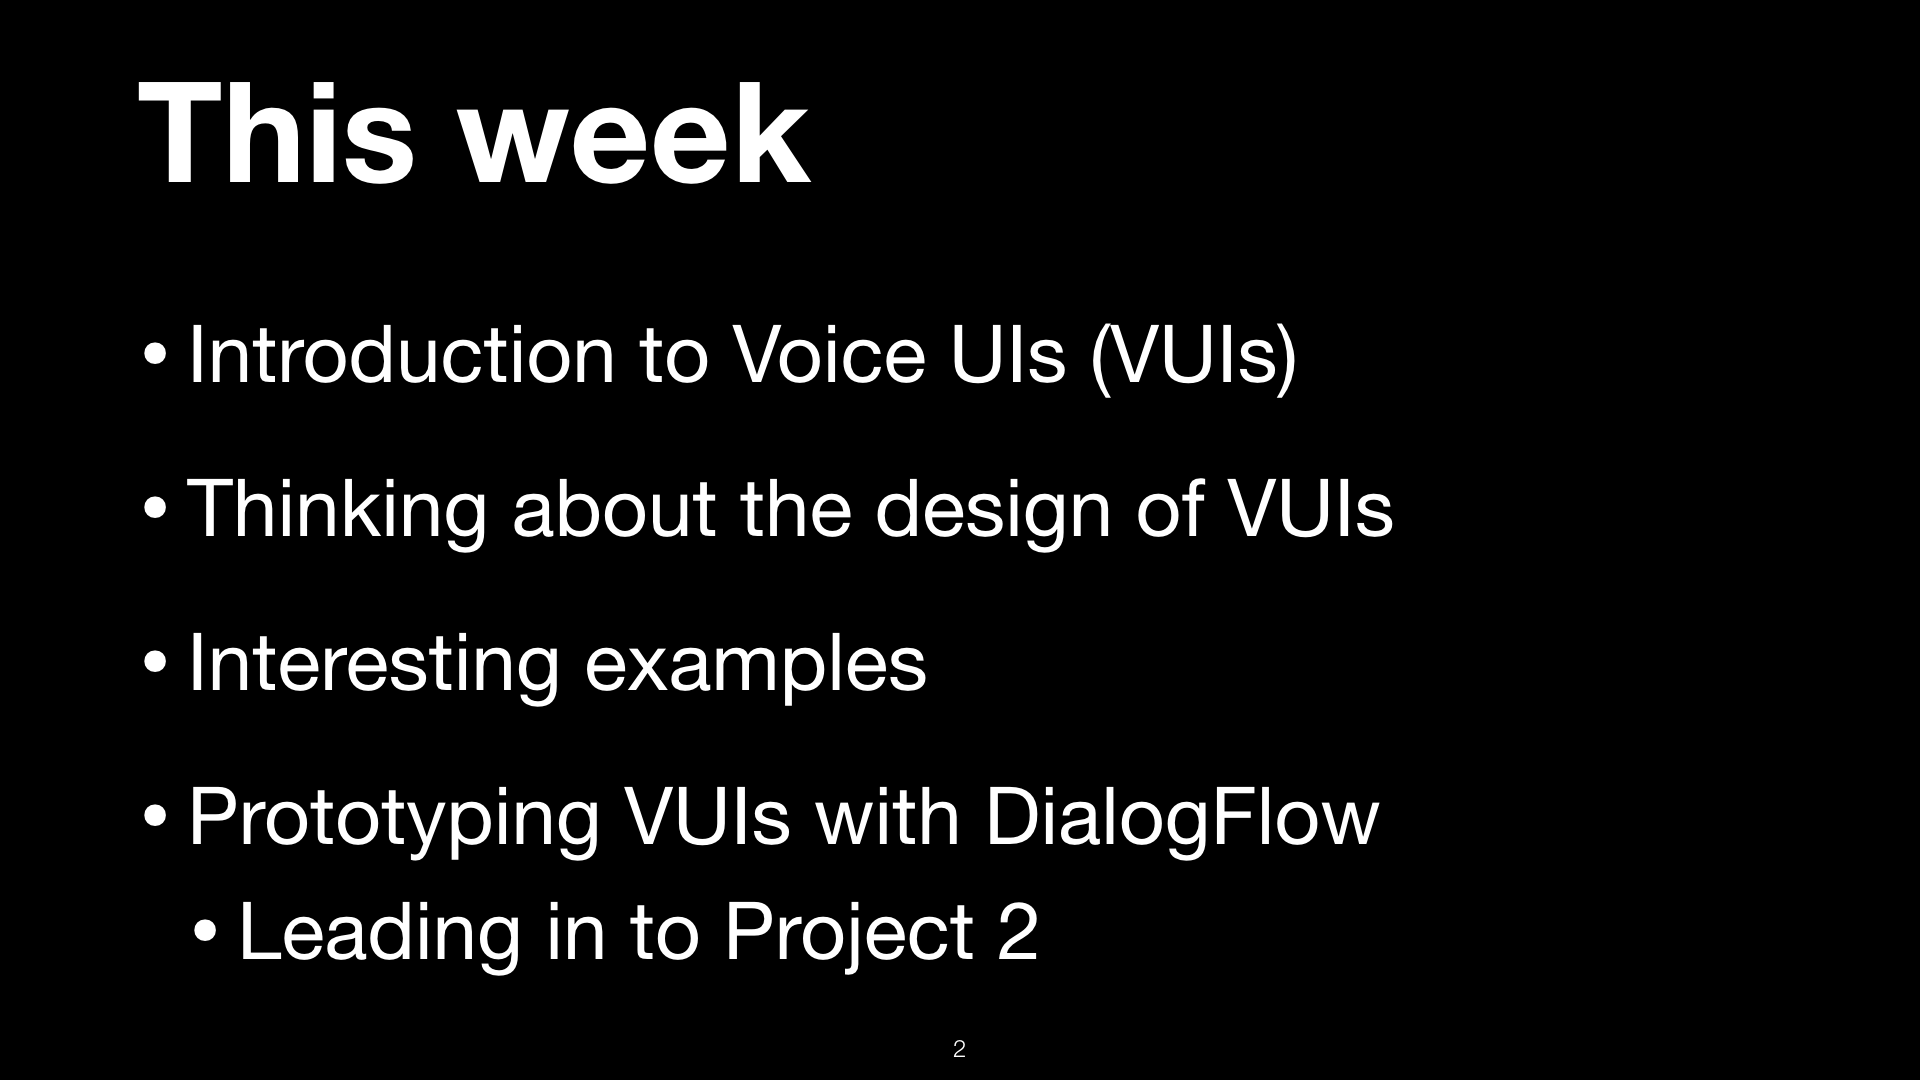 This week
• Introduction to Voice UIs (VUIs)
• Thinking about the design of VUIs
• Interesting examples
• Prototyping VUIs with DialogFlow
• Leading in to Project 2
2